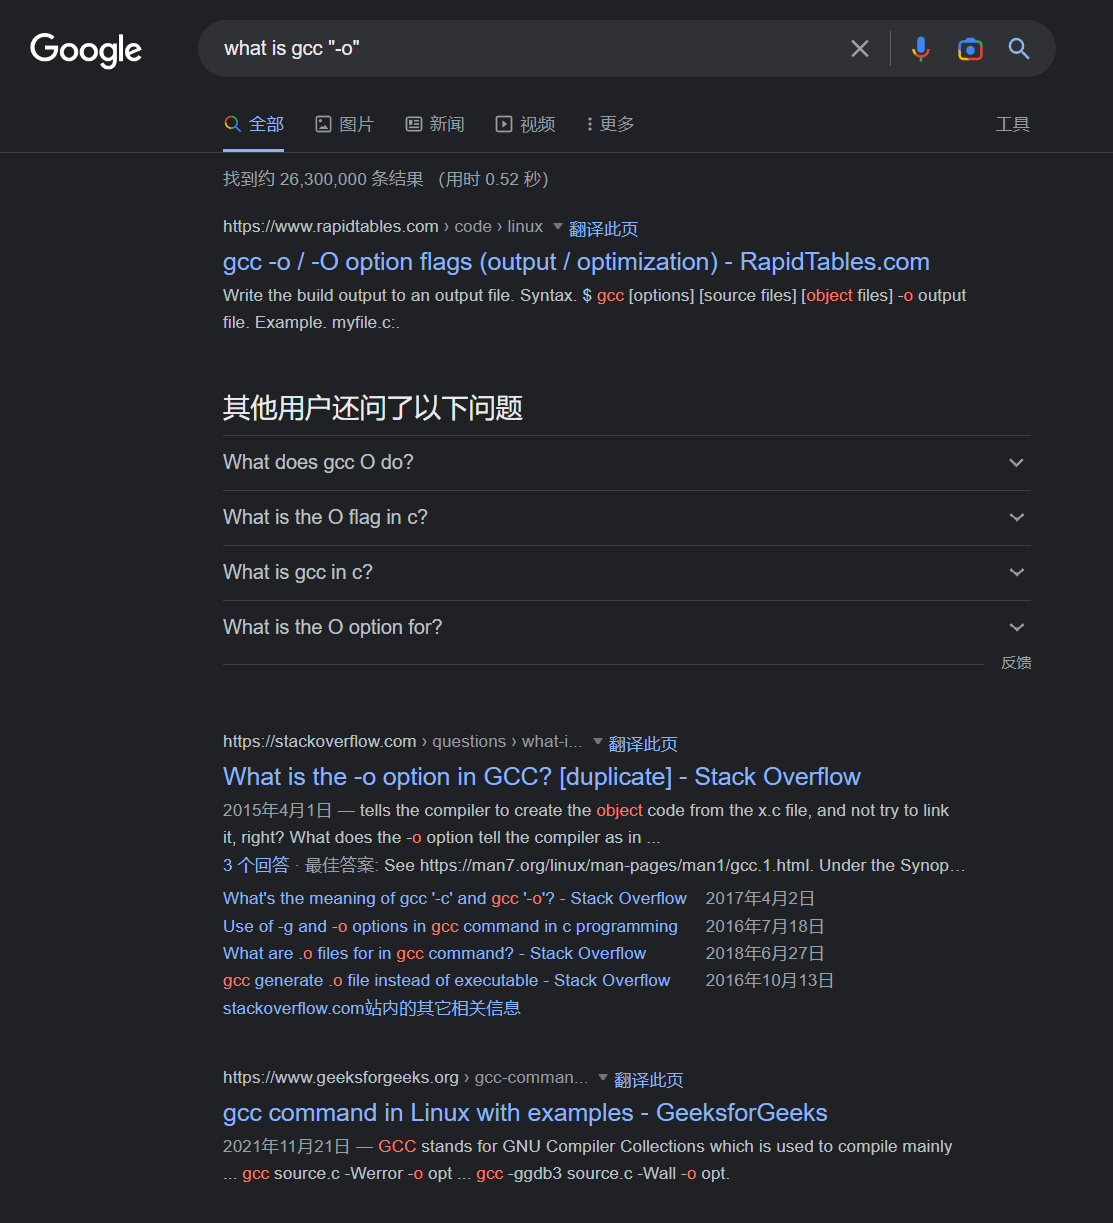 Google
what is gcc "-o"
全部 图片 新闻 视频 更多 工具
找到约 26,300,000 条结果 （用时 0.52 秒）
https://www.rapidtables.com › code › linux 翻译此页
gcc -o / -O option flags (output / optimization) - RapidTables.com
Write the build output to an output file. Syntax. $ gcc [options] [source files] [object files] -o output
file. Example. myfile.c:.
其他用户还问了以下问题
What does gcc O do?
What is the O flag in c?
What is gcc in c?
What is the O option for?
反馈
https://stackoverflow.com › questions › what-i... 翻译此页
What is the -o option in GCC? [duplicate] - Stack Overflow
2015年4月1日 — tells the compiler to create the object code from the x.c file, and not try to link
it, right? What does the -o option tell the compiler as in ...
3 个回答 · 最佳答案: See https://man7.org/linux/man-pages/man1/gcc.1.html. Under the Synop…
What's the meaning of gcc '-c' and gcc '-o'? - Stack Overflow 2017年4月2日
Use of -g and -o options in gcc command in c programming 2016年7月18日
What are .o files for in gcc command? - Stack Overflow 2018年6月27日
gcc generate .o file instead of executable - Stack Overflow 2016年10月13日
stackoverflow.com站内的其它相关信息
https://www.geeksforgeeks.org › gcc-comman... 翻译此页
gcc command in Linux with examples - GeeksforGeeks
2021年11月21日 — GCC stands for GNU Compiler Collections which is used to compile mainly
... gcc source.c -Werror -o opt ... gcc -ggdb3 source.c -Wall -o opt.